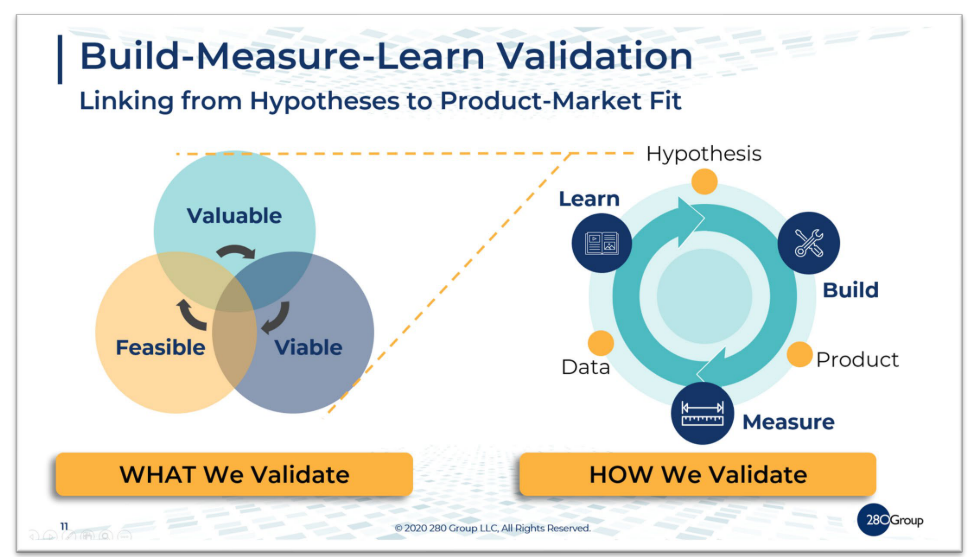 Build-Measure-Learn Validation
Linking from Hypotheses to Product-Market Fit
Valuable
Feasible
Viable
Hypothesis
Learn
Build
Data
Product
Measure
WHAT We Validate
HOW We Validate
11
© 2020 280 Group LLC, All Rights Reserved.
280 Group